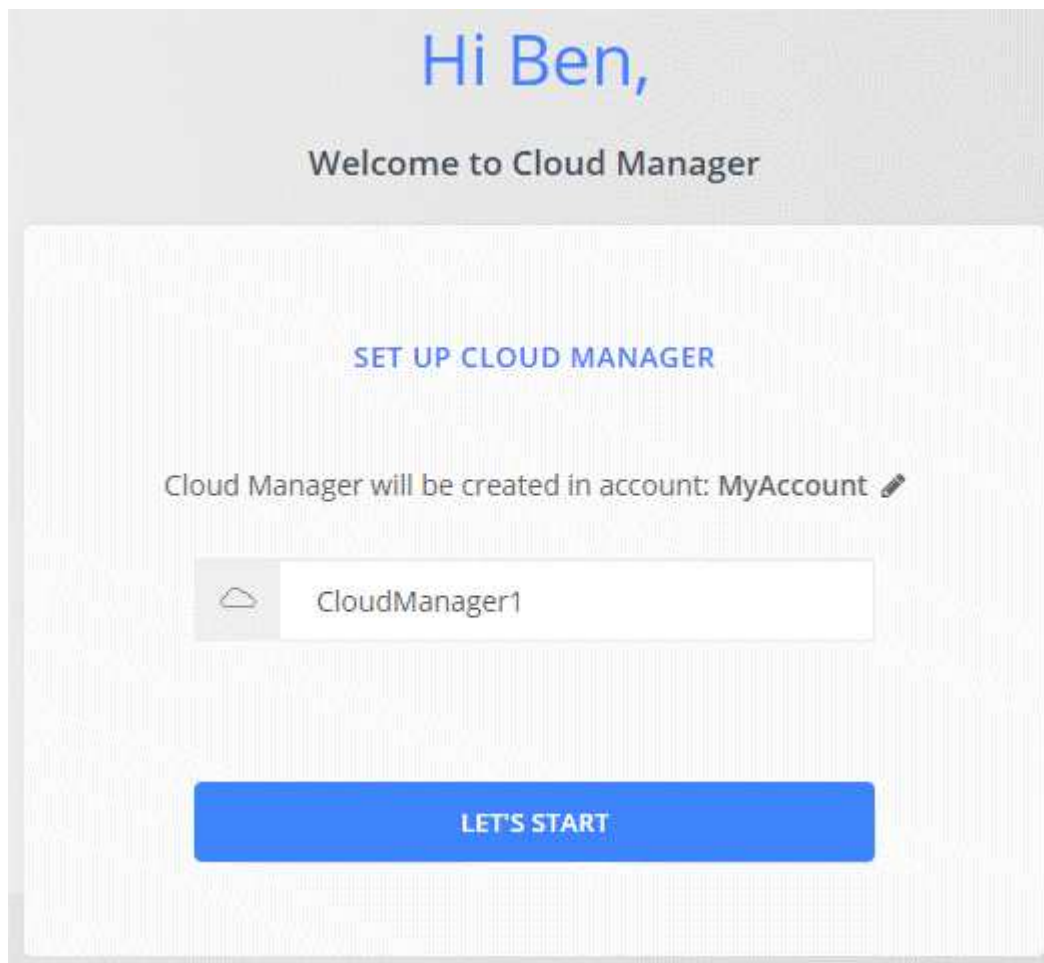 Hi Ben,
Welcome to Cloud Manager
SET UP CLOUD MANAGER
Cloud Manager will be created in account: MyAccount
CloudManager1
LET'S START